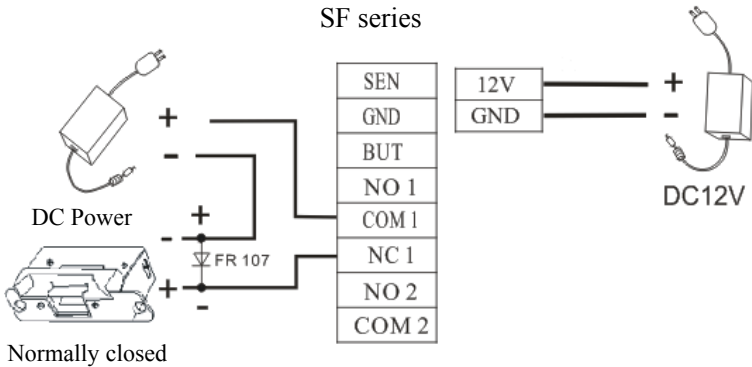 SF series
SEN
GND
BUT
NO 1
COM 1
NC 1
NO 2
COM 2
12V
GND
+
-
DC12V
+
-
DC Power
+
-
FR 107
+
-
Normally closed